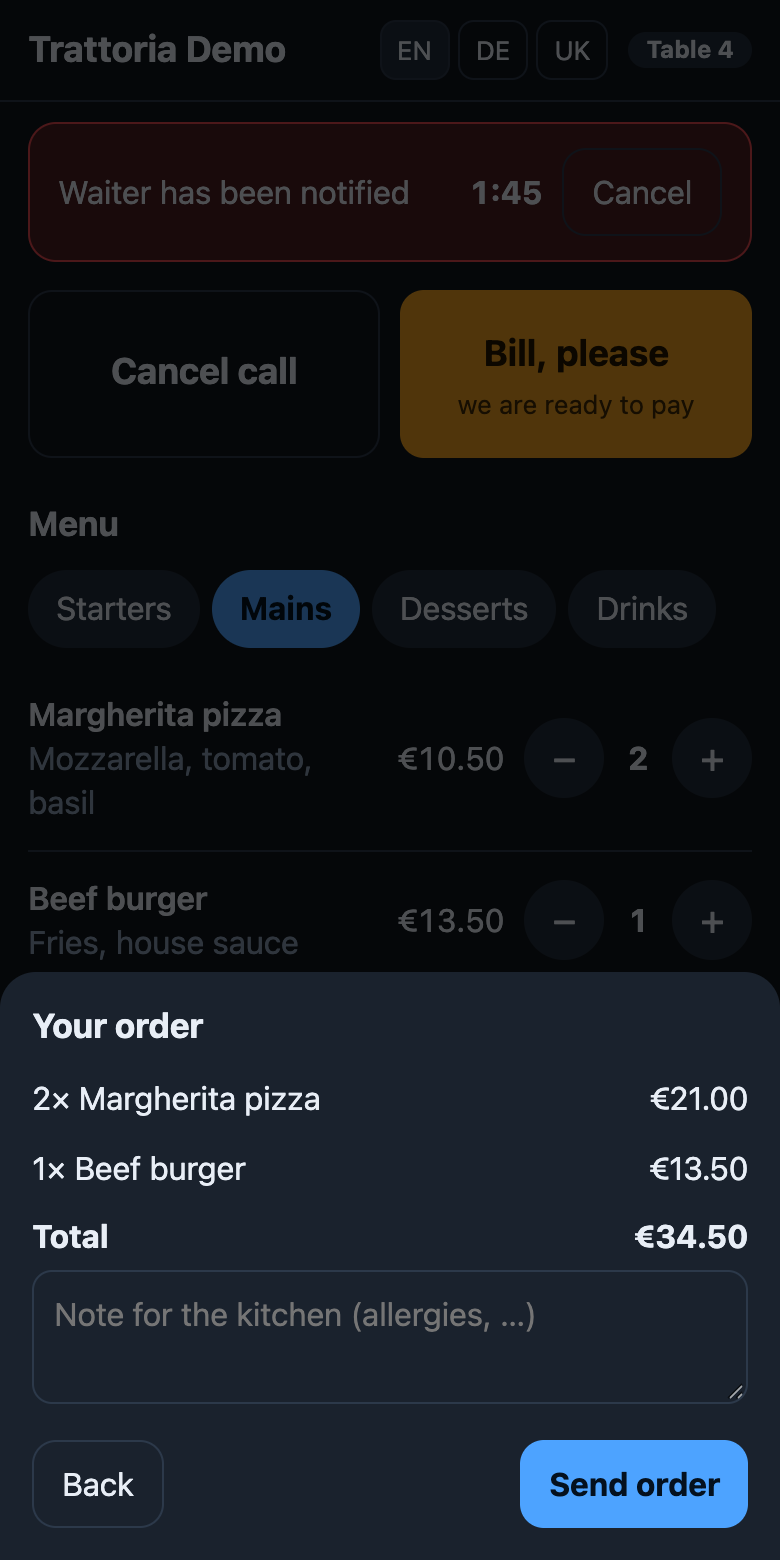 Trattoria Demo EN DE UK Table 4
Waiter has been notified 1:45 Cancel
Cancel call
Bill, please
we are ready to pay
Menu
Starters Mains Desserts Drinks
Margherita pizza
Mozzarella, tomato,
basil
€10.50 − 2 +
Beef burger
Fries, house sauce
€13.50 − 1 +
Your order
2× Margherita pizza €21.00
1× Beef burger €13.50
Total €34.50
Note for the kitchen (allergies, ...)
Back Send order